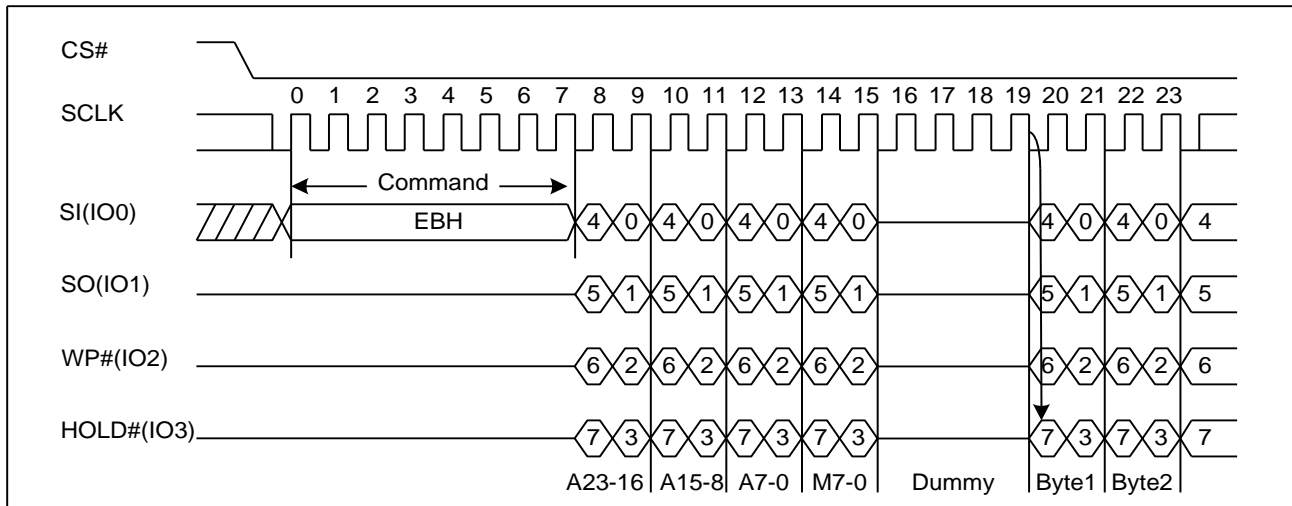 CS#
0 1 2 3 4 5 6 7 8 9 10 11 12 13 14 15 16 17 18 19 20 21 22 23
SCLK
Command
SI(IO0) EBH 4 0 4 0 4 0 4 0 4 0 4 0 4
SO(IO1) 5 1 5 1 5 1 5 1 5 1 5 1 5
WP#(IO2) 6 2 6 2 6 2 6 2 6 2 6 2 6
HOLD#(IO3) 7 3 7 3 7 3 7 3 7 3 7 3 7
A23-16 A15-8 A7-0 M7-0 Dummy Byte1 Byte2